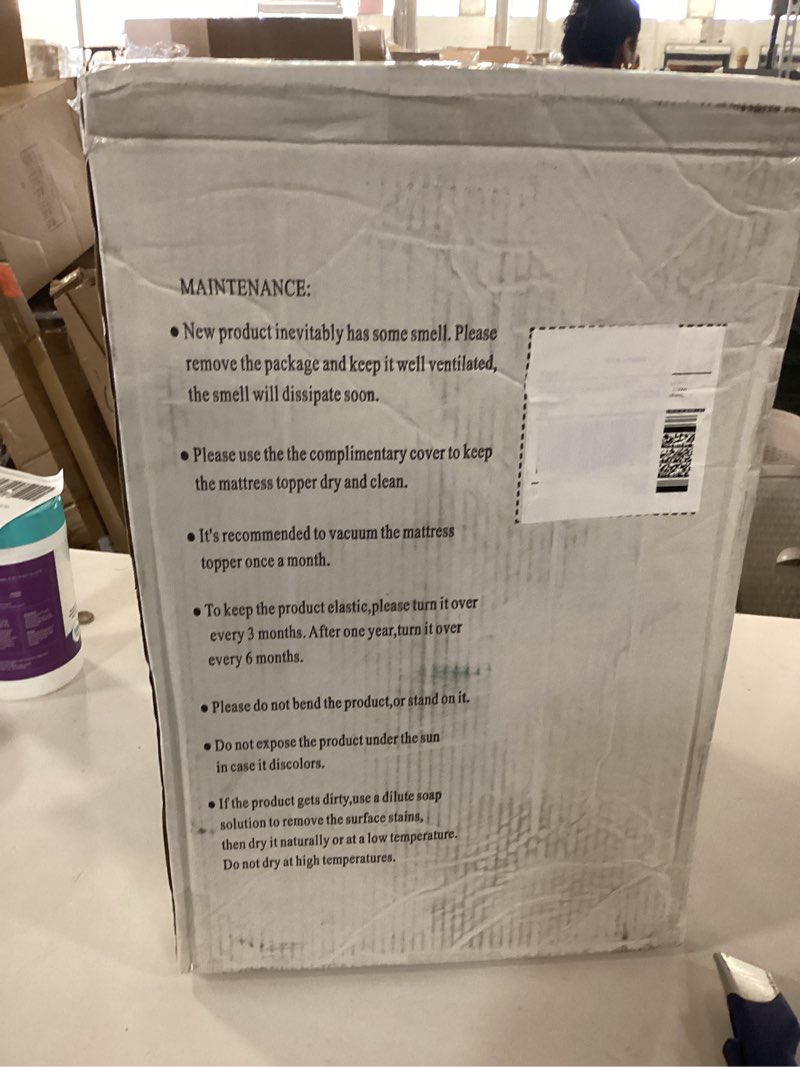 MAINTENANCE:
● New product inevitably has some smell. Please
remove the package and keep it well ventilated,
the smell will dissipate soon.
● Please use the the complimentary cover to keep
the mattress topper dry and clean.
● It's recommended to vacuum the mattress
topper once a month.
● To keep the product elastic,please turn it over
every 3 months. After one year,turn it over
every 6 months.
● Please do not bend the product,or stand on it.
● Do not expose the product under the sun
in case it discolors.
● If the product gets dirty,use a dilute soap
solution to remove the surface stains,
then dry it naturally or at a low temperature.
Do not dry at high temperatures.